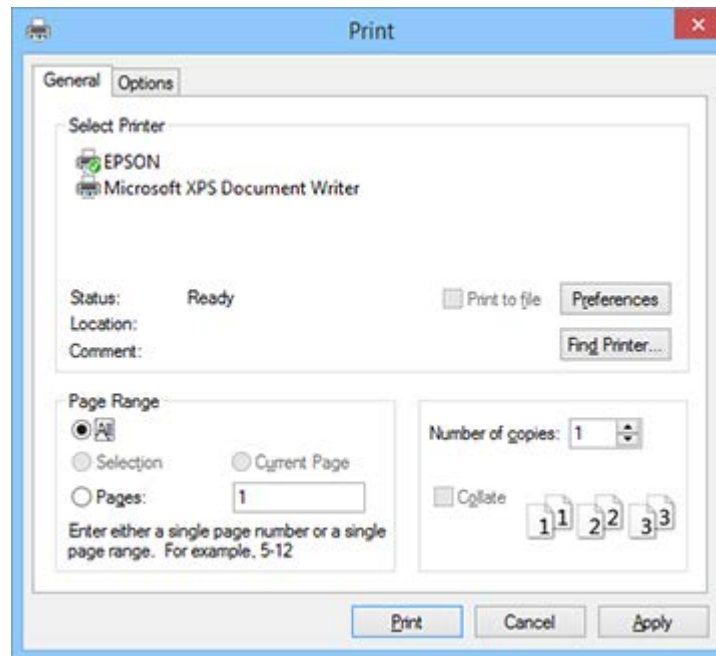 Print
General Options
Select Printer
EPSON
Microsoft XPS Document Writer
Status: Ready
Print to file Preferences
Location:
Comment:
Find Printer...
Page Range
All
Selection Current Page
Pages: 1
Enter either a single page number or a single
page range. For example, 5-12
Number of copies: 1
Collate
1 1 2 2 3 3
Print Cancel Apply